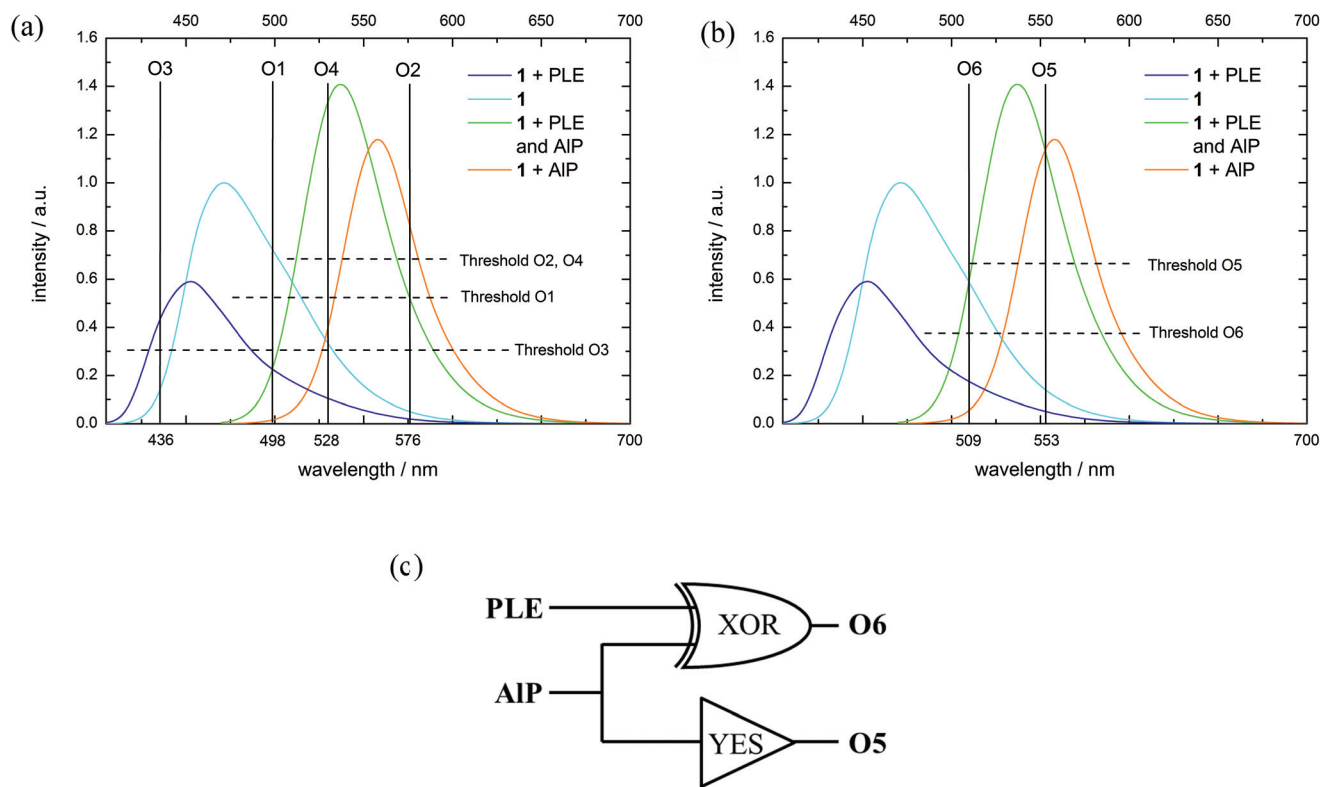 (a)
450 500 550 600 700
1.6
1.4
1.2
1.0
0.8
0.6
0.4
0.2
0.0
intensity / a.u.
O3 O1 O4 O2
1 + PLE
1
1 + PLE
and AlP
1 + AlP
Threshold O2, O4
Threshold O1
Threshold O3
436 498 528 576 700
wavelength / nm
(b)
450 500 550 600 700
1.6
1.4
1.2
1.0
0.8
0.6
0.4
0.2
0.0
intensity / a.u.
O6 O5
1 + PLE
1
1 + PLE
and AlP
1 + AlP
Threshold O5
Threshold O6
509 553 700
wavelength / nm
(c)
PLE XOR O6
AlP
YES O5